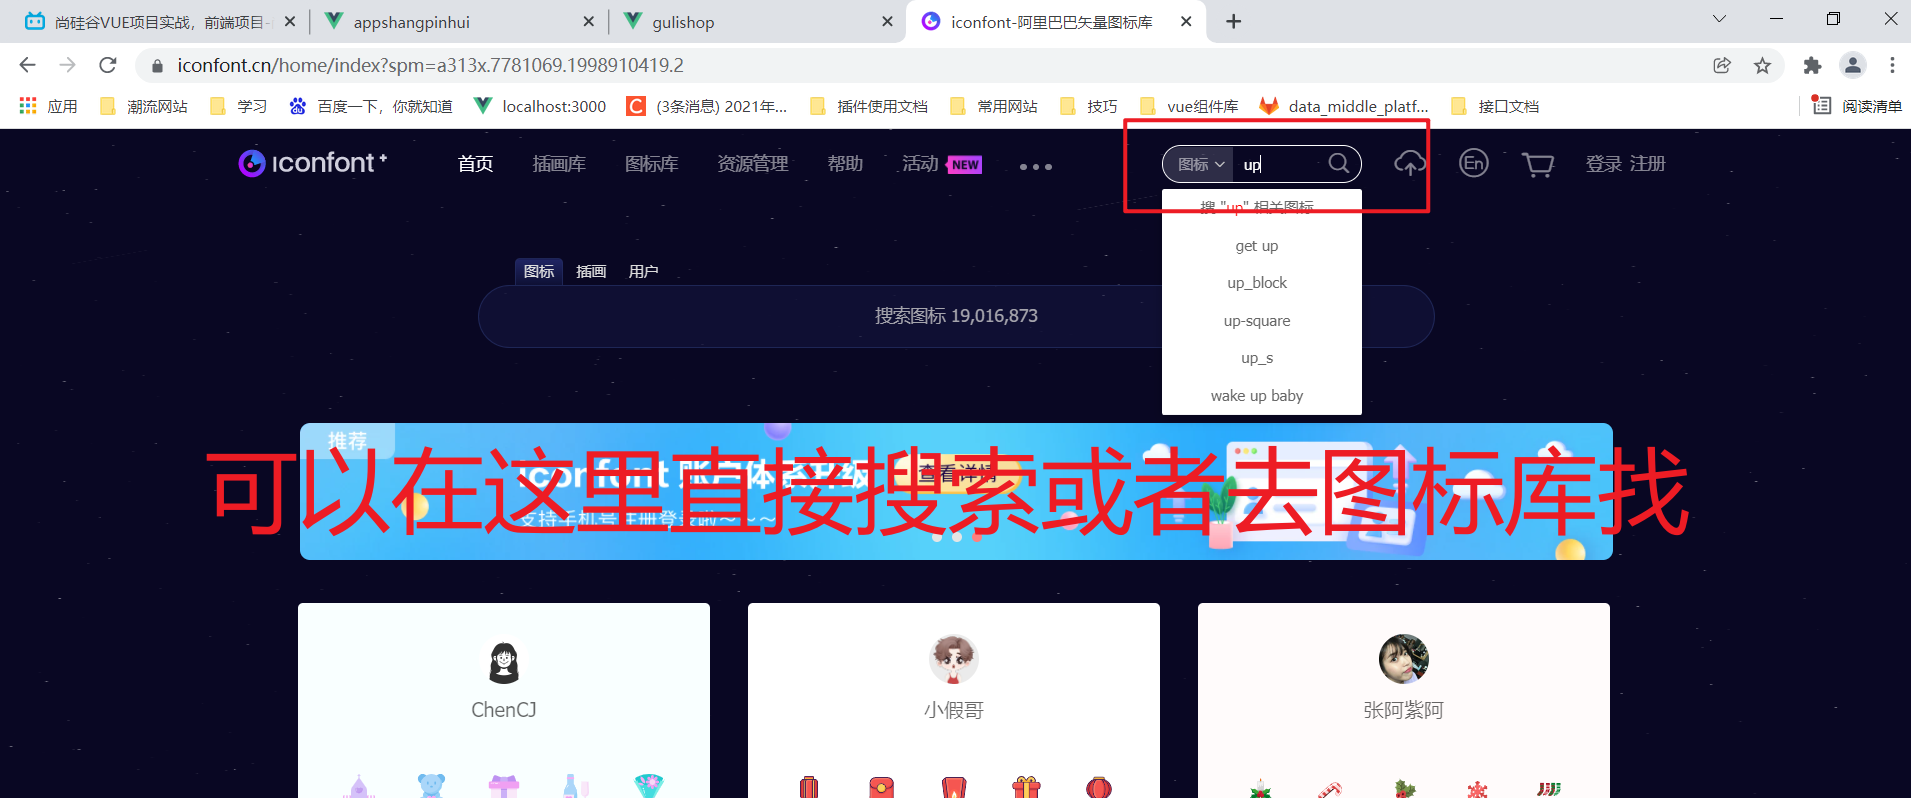 尚硅谷VUE项目实战，前端项目-
appshangpinhui
gulishop
iconfont-阿里巴巴矢量图标库
iconfont.cn/home/index?spm=a313x.7781069.1998910419.2
应用
潮流网站
学习
百度一下，你就知道
localhost:3000
(3条消息) 2021年...
插件使用文档
常用网站
技巧
vue组件库
data_middle_platf...
接口文档
阅读清单
iconfont+
首页
插画库
图标库
资源管理
帮助
活动
NEW
图标
up
En
登录 注册
搜 "up" 相关图标
get up
up_block
up-square
up_s
wake up baby
图标
插画
用户
搜索图标 19,016,873
推荐
iconfont 账户体系升级
查看详情
支持手机号注册登录啦~~~
可以在这里直接搜索或者去图标库找
ChenCJ
小假哥
张阿紫阿